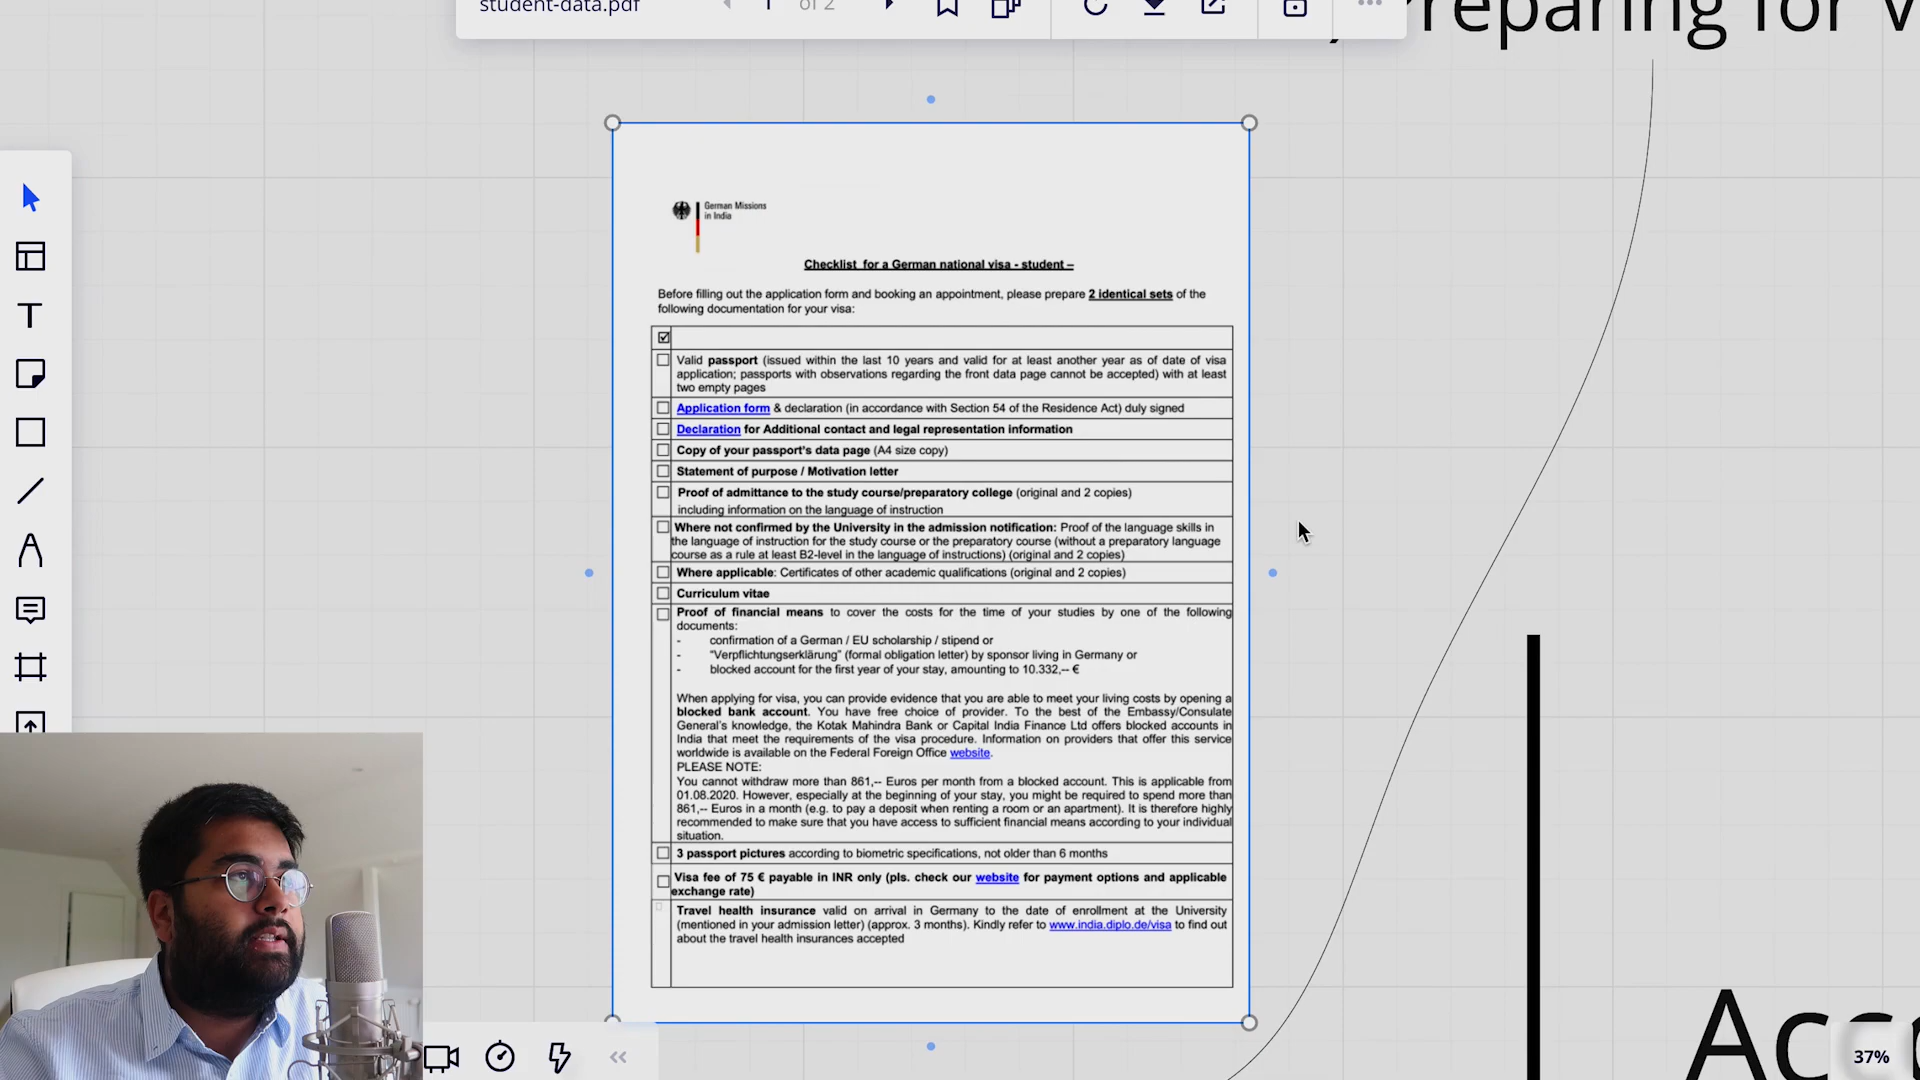 student-data.pdf
1 of 2
Preparing for V
German Missions
in India
Checklist for a German national visa - student –
Before filling out the application form and booking an appointment, please prepare 2 identical sets of the
following documentation for your visa:
Valid passport (issued within the last 10 years and valid for at least another year as of date of visa
application; passports with observations regarding the front data page cannot be accepted) with at least
two empty pages
Application form & declaration (in accordance with Section 54 of the Residence Act) duly signed
Declaration for Additional contact and legal representation information
Copy of your passport's data page (A4 size copy)
Statement of purpose / Motivation letter
Proof of admittance to the study course/preparatory college (original and 2 copies)
including information on the language of instruction
Where not confirmed by the University in the admission notification: Proof of the language skills in
the language of instruction for the study course or the preparatory course (without a preparatory language
course as a rule at least B2-level in the language of instructions) (original and 2 copies)
Where applicable: Certificates of other academic qualifications (original and 2 copies)
Curriculum vitae
Proof of financial means to cover the costs for the time of your studies by one of the following
documents:
- confirmation of a German / EU scholarship / stipend or
- "Verpflichtungserklärung" (formal obligation letter) by sponsor living in Germany or
- blocked account for the first year of your stay, amounting to 10.332,-- €
When applying for visa, you can provide evidence that you are able to meet your living costs by opening a
blocked bank account. You have free choice of provider. To the best of the Embassy/Consulate
General's knowledge, the Kotak Mahindra Bank or Capital India Finance Ltd offers blocked accounts in
India that meet the requirements of the visa procedure. Information on providers that offer this service
worldwide is available on the Federal Foreign Office website.
PLEASE NOTE:
You cannot withdraw more than 861,-- Euros per month from a blocked account. This is applicable from
01.08.2020. However, especially at the beginning of your stay, you might be required to spend more than
861,-- Euros in a month (e.g. to pay a deposit when renting a room or an apartment). It is therefore highly
recommended to make sure that you have access to sufficient financial means according to your individual
situation.
3 passport pictures according to biometric specifications, not older than 6 months
Visa fee of 75 € payable in INR only (pls. check our website for payment options and applicable
exchange rate)
Travel health insurance valid on arrival in Germany to the date of enrollment at the University
(mentioned in your admission letter) (approx. 3 months). Kindly refer to www.india.diplo.de/visa to find out
about the travel health insurances accepted
Acc
37%